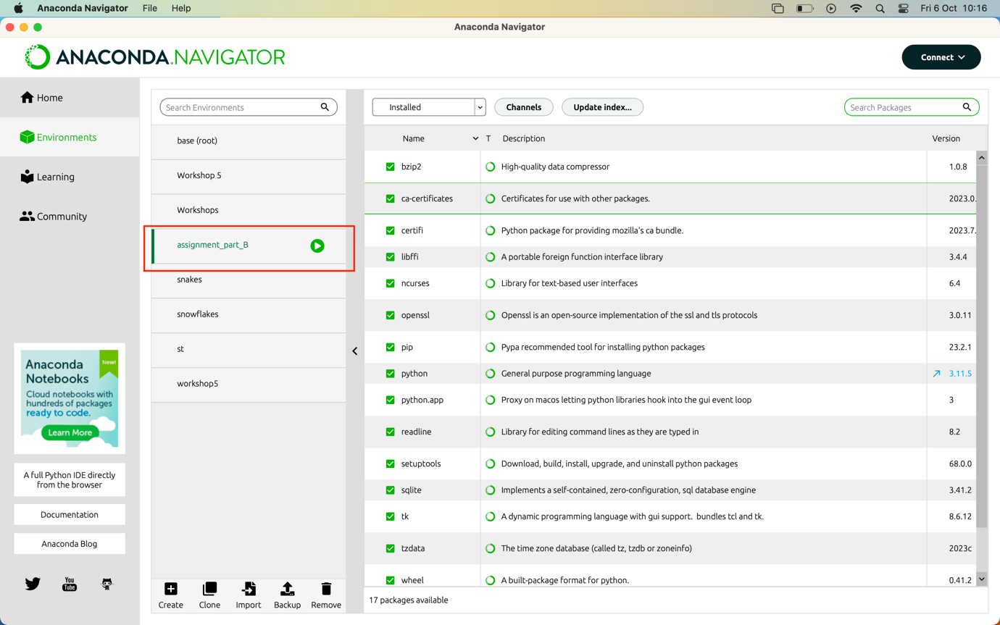 Anaconda Navigator File Help Fri 6 Oct 10:16
Anaconda Navigator
ANACONDA.NAVIGATOR
Connect
Home
Environments
Learning
Community
Anaconda
Notebooks
New!
Cloud notebooks with
hundreds of packages
ready to code.
Learn More
A full Python IDE directly
from the browser
Documentation
Anaconda Blog
You
Tube
Search Environments
base (root)
Workshop 5
Workshops
assignment_part_B
snakes
snowflakes
st
workshop5
Create Clone Import Backup Remove
Installed Channels Update index... Search Packages
Name T Description Version
bzip2 High-quality data compressor 1.0.8
ca-certificates Certificates for use with other packages. 2023.0.
certifi Python package for providing mozilla's ca bundle. 2023.7.
libffi A portable foreign function interface library 3.4.4
ncurses Library for text-based user interfaces 6.4
openssl Openssl is an open-source implementation of the ssl and tls protocols 3.0.11
pip Pypa recommended tool for installing python packages 23.2.1
python General purpose programming language 3.11.5
python.app Proxy on macos letting python libraries hook into the gui event loop 3
readline Library for editing command lines as they are typed in 8.2
setuptools Download, build, install, upgrade, and uninstall python packages 68.0.0
sqlite Implements a self-contained, zero-configuration, sql database engine 3.41.2
tk A dynamic programming language with gui support. bundles tcl and tk. 8.6.12
tzdata The time zone database (called tz, tzdb or zoneinfo) 2023c
wheel A built-package format for python. 0.41.2
17 packages available